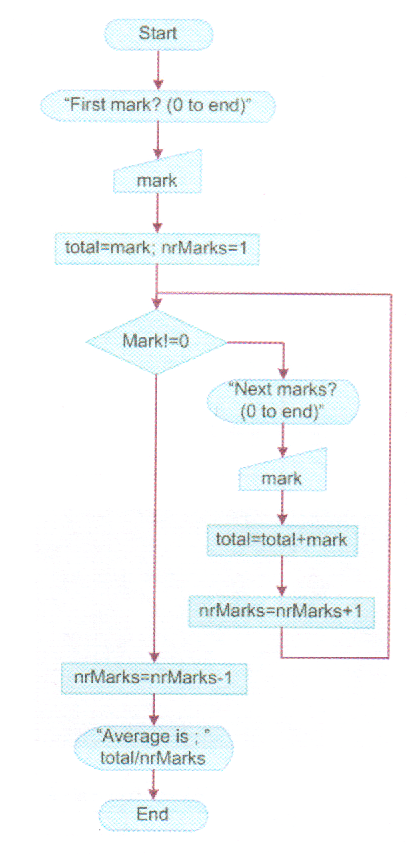 Start
"First mark? (0 to end)"
mark
total=mark; nrMarks=1
Mark!=0
"Next marks?
(0 to end)"
mark
total=total+mark
nrMarks=nrMarks+1
nrMarks=nrMarks-1
"Average is ; "
total/nrMarks
End